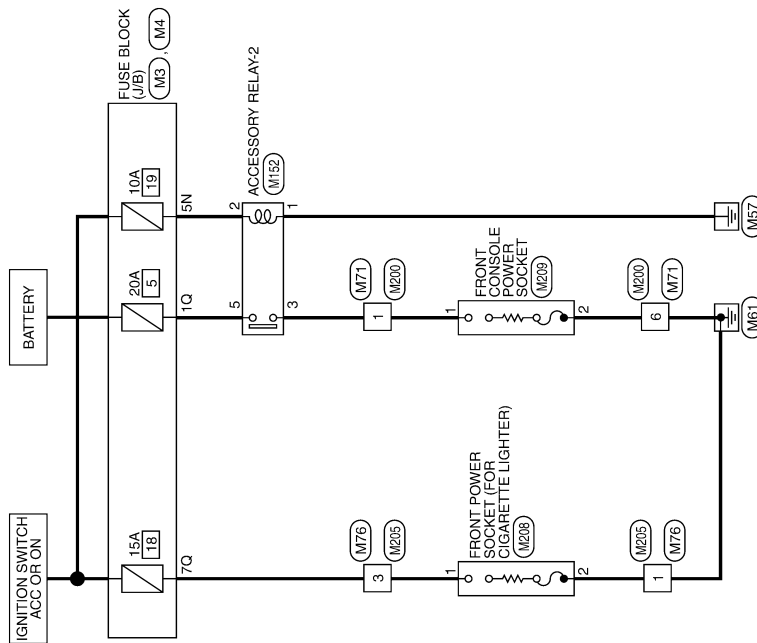 IGNITION SWITCH
ACC OR ON
BATTERY
FUSE BLOCK
(J/B)
M3 , M4
15A
18
20A
5
10A
19
7Q
1Q
5N
ACCESSORY RELAY-2
M152
5
2
3
1
M76
3
M205
M71
1
M200
FRONT POWER
SOCKET (FOR
CIGARETTE LIGHTER)
M208
1
2
FRONT
CONSOLE
POWER
SOCKET
M209
1
2
M205
1
M76
M200
6
M71
M61
M57